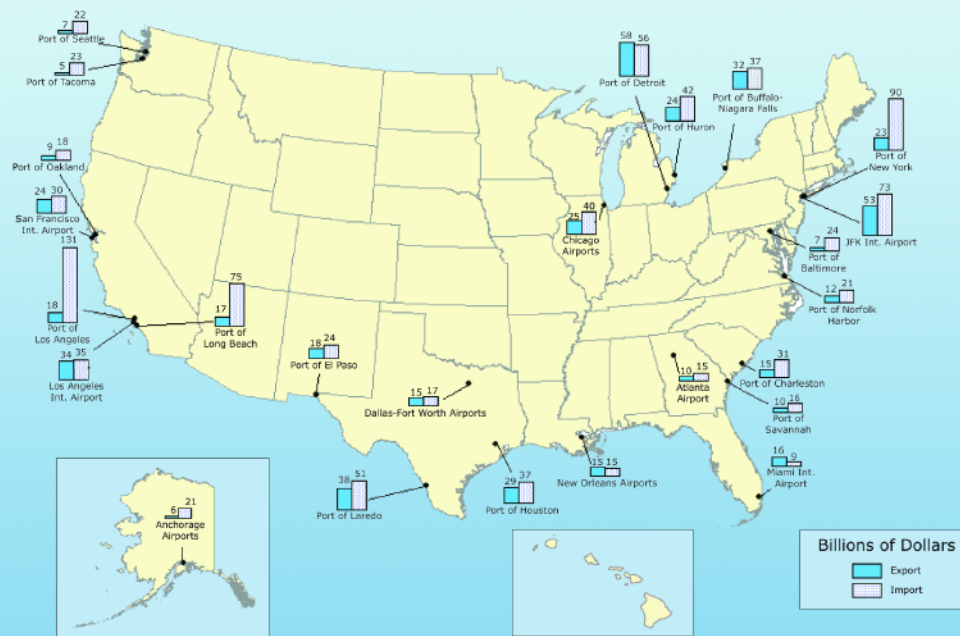 7 22
Port of Seattle
5 23
Port of Tacoma
9 18
Port of Oakland
24 30
San Francisco
Int. Airport
18 131
Port of
Los Angeles
34 35
Los Angeles
Int. Airport
17 75
Port of
Long Beach
18 24
Port of El Paso
15 17
Dallas-Fort Worth Airports
38 51
Port of Laredo
29 37
Port of Houston
15 15
New Orleans Airports
25 40
Chicago
Airports
58 56
Port of Detroit
24 42
Port of Huron
32 37
Port of Buffalo-
Niagara Falls
23 90
Port of
New York
53 73
JFK Int. Airport
7 24
Port of
Baltimore
12 21
Port of Norfolk
Harbor
15 31
Port of Charleston
10 15
Atlanta
Airport
10 16
Port of
Savannah
16 9
Miami Int.
Airport
6 21
Anchorage
Airports
Billions of Dollars
Export
Import